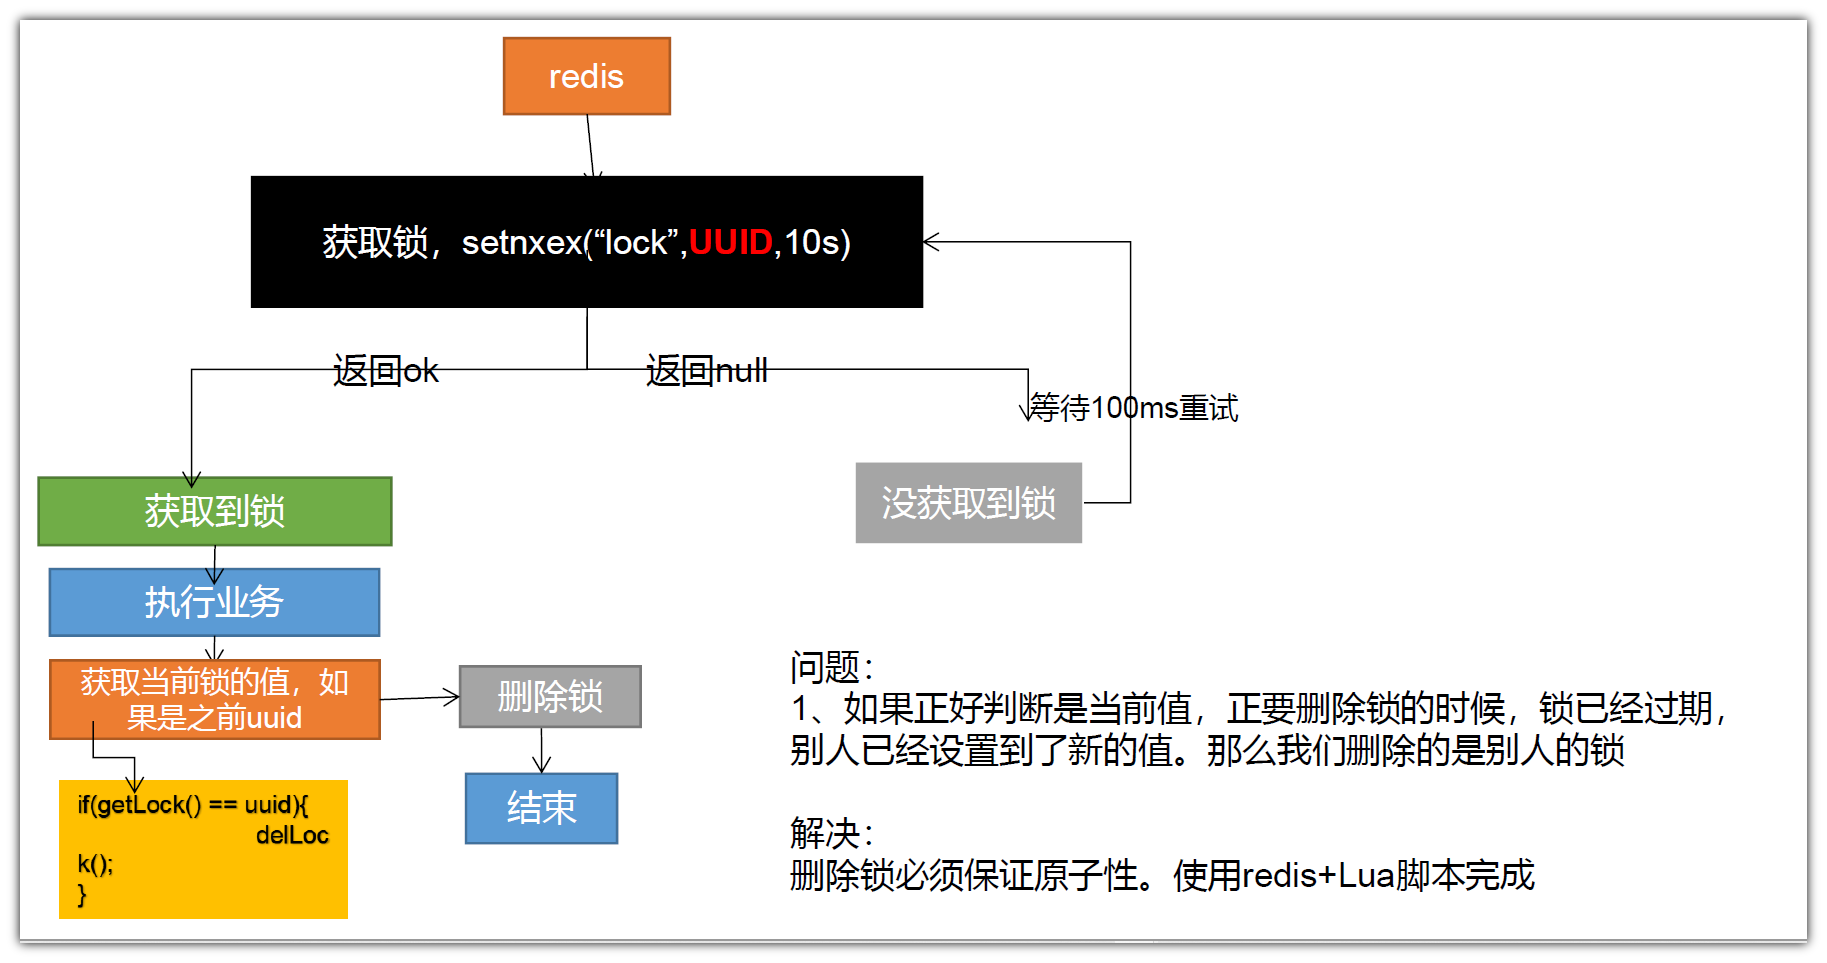 redis
获取锁，setnxex(“lock”,UUID,10s)
返回ok
返回null
等待100ms重试
获取到锁
没获取到锁
执行业务
获取当前锁的值，如
果是之前uuid
删除锁
if(getLock() == uuid){
delLoc
k();
}
结束
问题：
1、如果正好判断是当前值，正要删除锁的时候，锁已经过期，
别人已经设置到了新的值。那么我们删除的是别人的锁
解决：
删除锁必须保证原子性。使用redis+Lua脚本完成